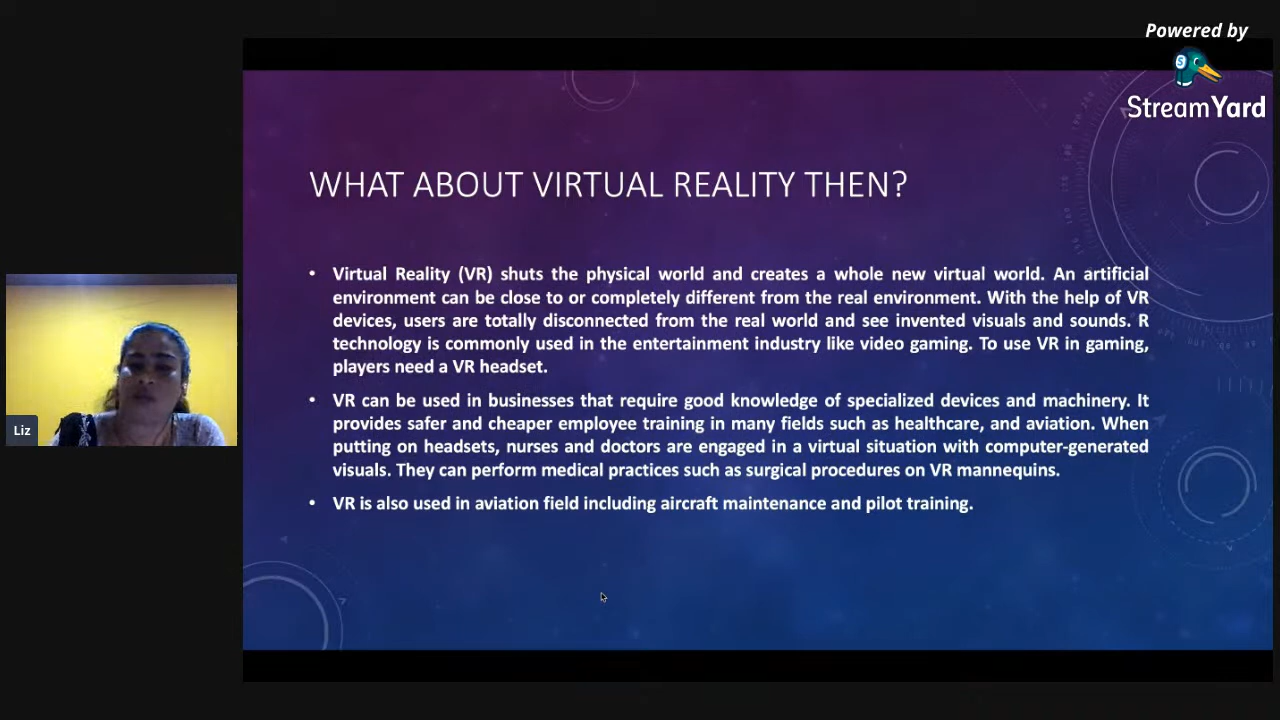 Powered by
StreamYard
WHAT ABOUT VIRTUAL REALITY THEN?
• Virtual Reality (VR) shuts the physical world and creates a whole new virtual world. An artificial
environment can be close to or completely different from the real environment. With the help of VR
devices, users are totally disconnected from the real world and see invented visuals and sounds. R
technology is commonly used in the entertainment industry like video gaming. To use VR in gaming,
players need a VR headset.
• VR can be used in businesses that require good knowledge of specialized devices and machinery. It
provides safer and cheaper employee training in many fields such as healthcare, and aviation. When
putting on headsets, nurses and doctors are engaged in a virtual situation with computer-generated
visuals. They can perform medical practices such as surgical procedures on VR mannequins.
• VR is also used in aviation field including aircraft maintenance and pilot training.
Liz